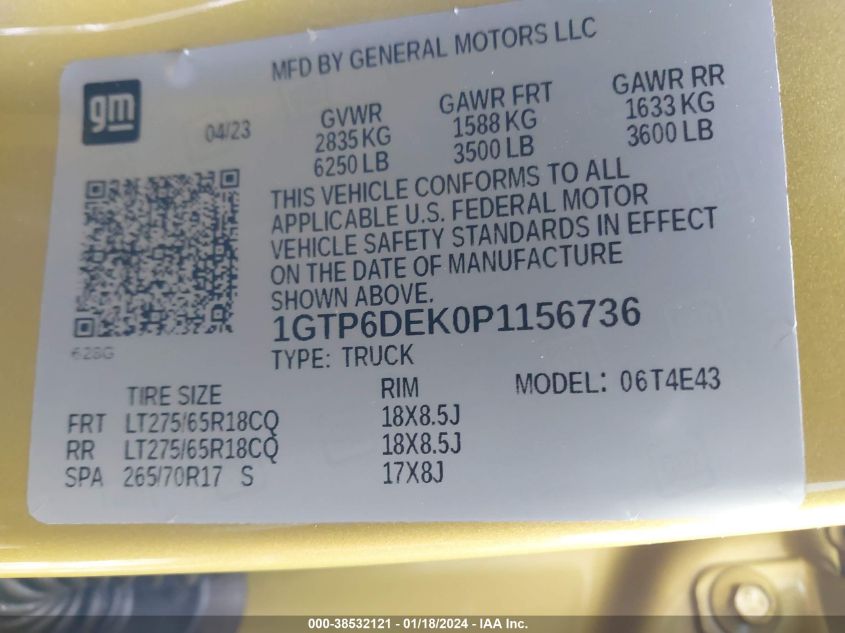 MFD BY GENERAL MOTORS LLC
gm
04/23
GVWR GAWR FRT GAWR RR
2835 KG 1588 KG 1633 KG
6250 LB 3500 LB 3600 LB
THIS VEHICLE CONFORMS TO ALL
APPLICABLE U.S. FEDERAL MOTOR
VEHICLE SAFETY STANDARDS IN EFFECT
ON THE DATE OF MANUFACTURE
SHOWN ABOVE.
1GTP6DEK0P1156736
628G
TYPE: TRUCK
TIRE SIZE RIM MODEL: 06T4E43
FRT LT275/65R18CQ 18X8.5J
RR LT275/65R18CQ 18X8.5J
SPA 265/70R17 S 17X8J
000-38532121 - 01/18/2024 - IAA Inc.